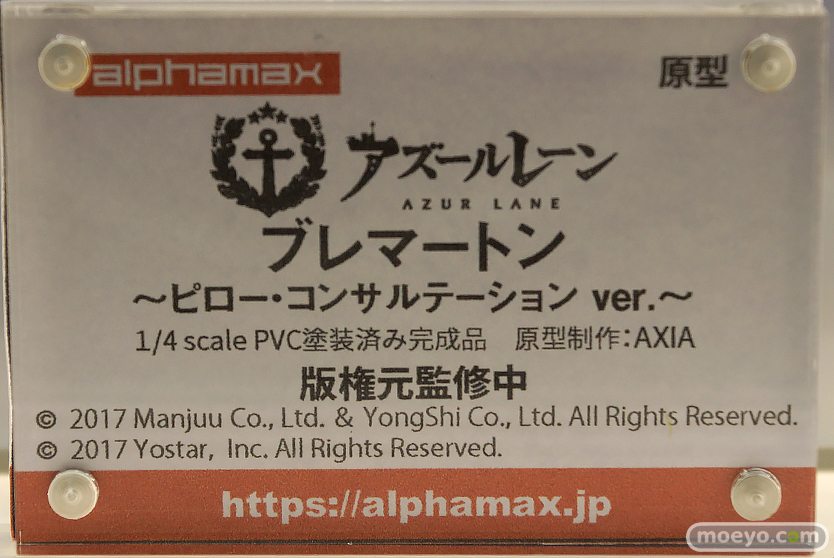 alphamax
原型
アズールレーン
AZUR LANE
ブレマートン
～ピロー・コンサルテーション ver.～
1/4 scale PVC塗装済み完成品　原型制作：AXIA
版権元監修中
© 2017 Manjuu Co., Ltd. & YongShi Co., Ltd. All Rights Reserved.
© 2017 Yostar, Inc. All Rights Reserved.
https://alphamax.jp
moeyo.com